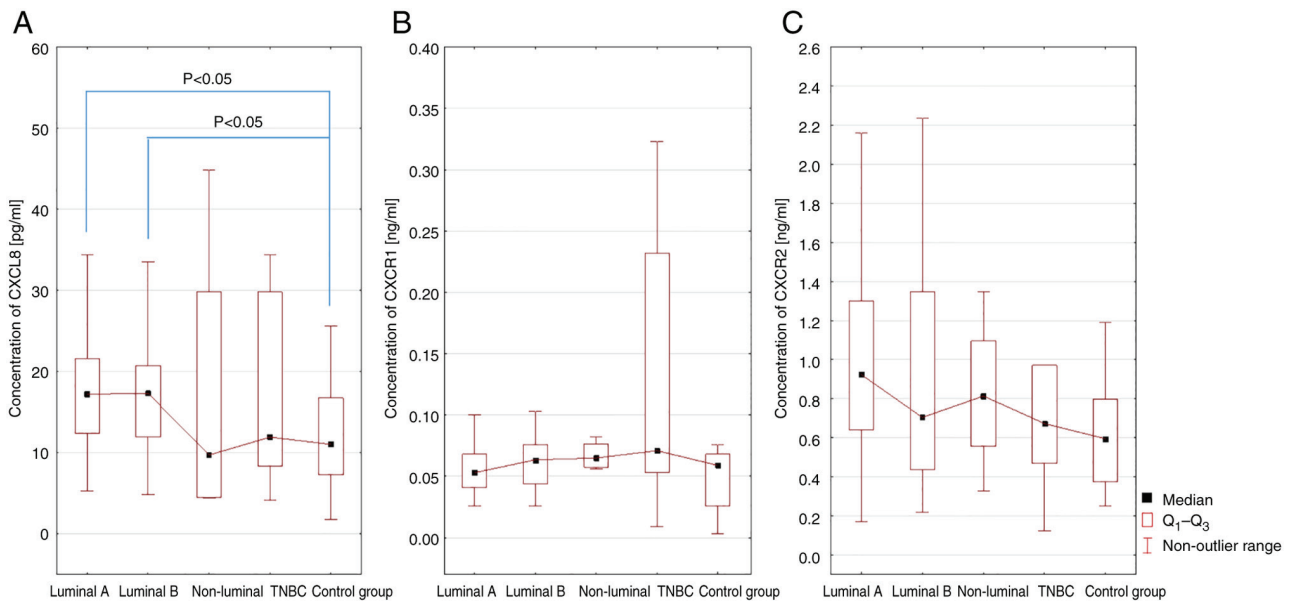 A
Concentration of CXCL8 [pg/ml]
60
50
40
30
20
10
0
P<0.05
P<0.05
Luminal A Luminal B Non-luminal TNBC Control group
B
Concentration of CXCR1 [ng/ml]
0.40
0.35
0.30
0.25
0.20
0.15
0.10
0.05
0.00
Luminal A Luminal B Non-luminal TNBC Control group
C
Concentration of CXCR2 [ng/ml]
2.6
2.4
2.2
2.0
1.8
1.6
1.4
1.2
1.0
0.8
0.6
0.4
0.2
0.0
Luminal A Luminal B Non-luminal TNBC Control group
Median
Q1–Q3
Non-outlier range